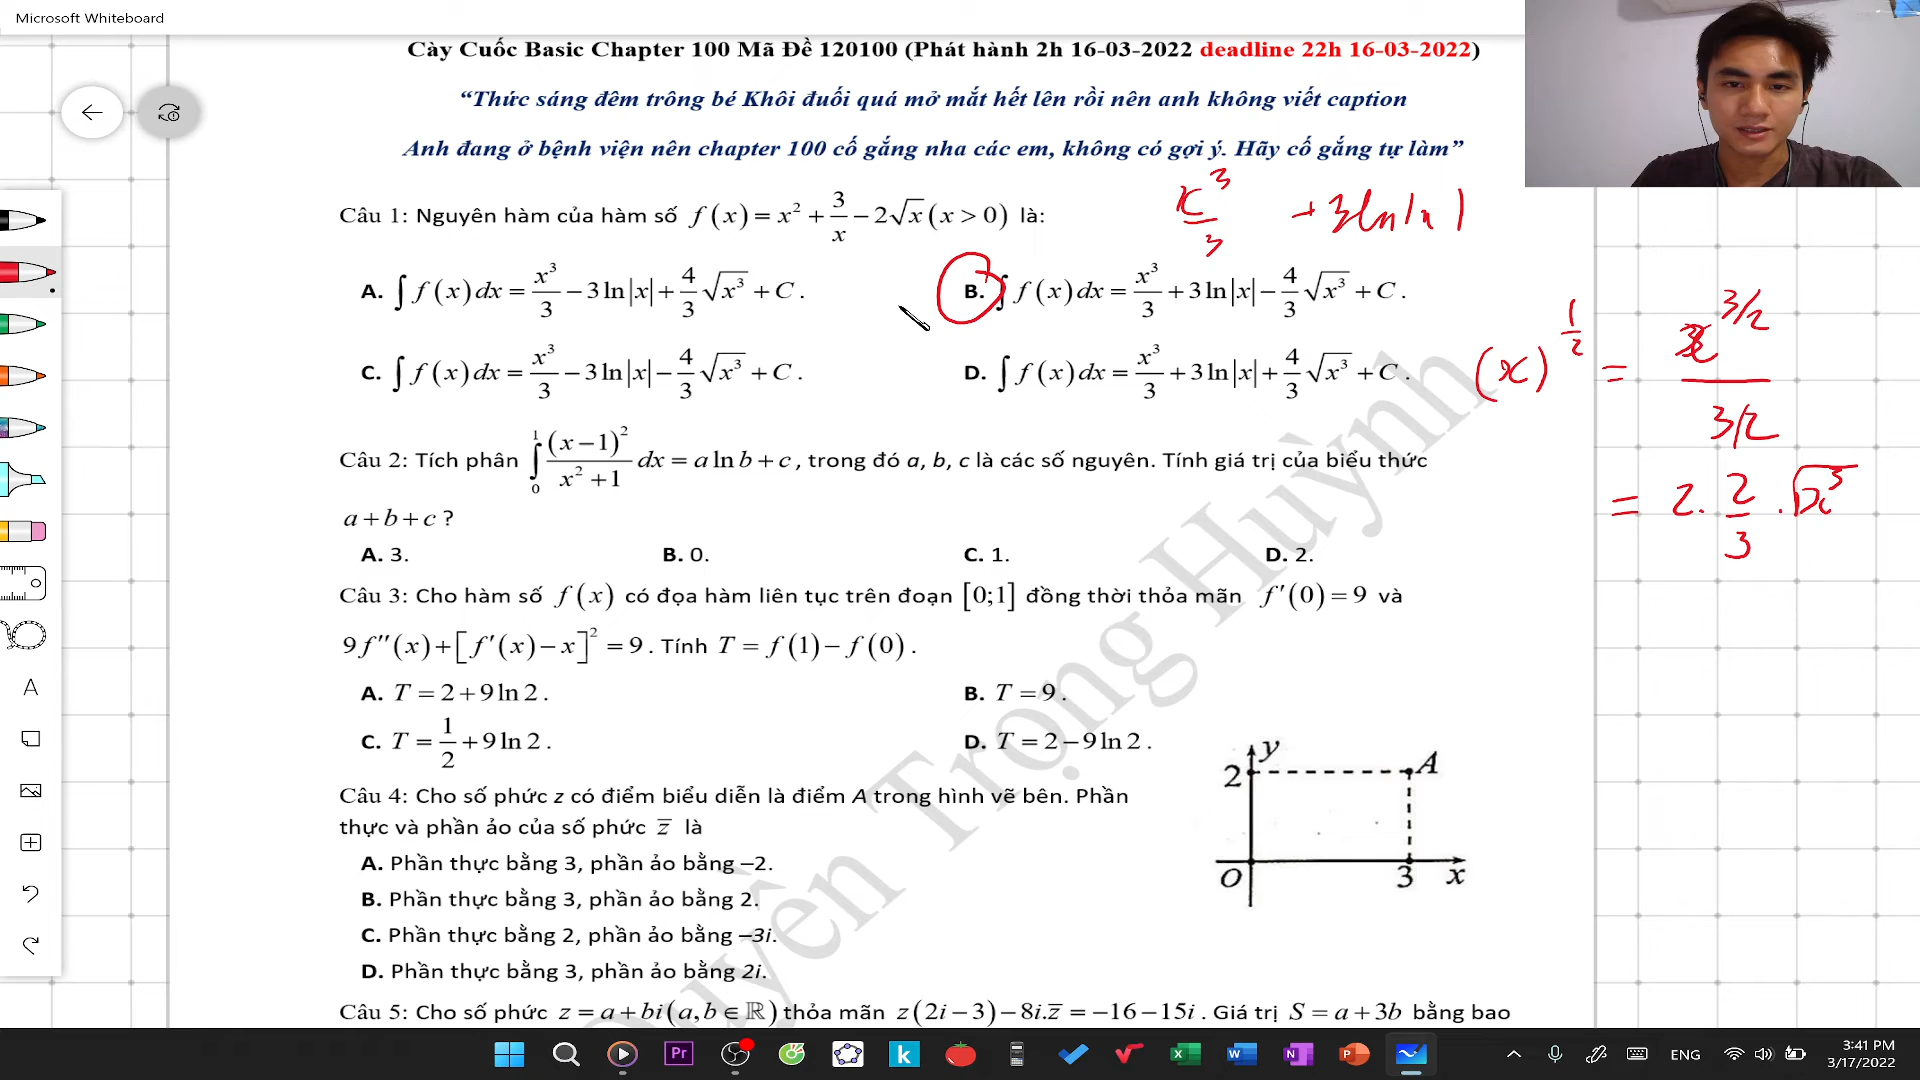 Microsoft Whiteboard
Cày Cuốc Basic Chapter 100 Mã Đề 120100 (Phát hành 2h 16-03-2022 deadline 22h 16-03-2022)
“Thức sáng đêm trông bé Khôi đuối quá mở mắt hết lên rồi nên anh không viết caption
Anh đang ở bệnh viện nên chapter 100 cố gắng nha các em, không có gợi ý. Hãy cố gắng tự làm”
x^3/3 + 3ln|x|
Câu 1: Nguyên hàm của hàm số f(x) = x² + 3/x − 2√x (x > 0) là:
A. ∫ f(x)dx = x³/3 − 3ln|x| + 4/3 √x³ + C.
B. ∫ f(x)dx = x³/3 + 3ln|x| − 4/3 √x³ + C.
C. ∫ f(x)dx = x³/3 − 3ln|x| − 4/3 √x³ + C.
D. ∫ f(x)dx = x³/3 + 3ln|x| + 4/3 √x³ + C.
(x)^1/2 = x^3/2 / 3/2
= 2. 2/3 . √x³
Câu 2: Tích phân ∫₀¹ (x−1)²/(x²+1) dx = a ln b + c, trong đó a, b, c là các số nguyên. Tính giá trị của biểu thức
a + b + c ?
A. 3. B. 0. C. 1. D. 2.
Câu 3: Cho hàm số f(x) có đọa hàm liên tục trên đoạn [0;1] đồng thời thỏa mãn f′(0) = 9 và
9f″(x) + [f′(x) − x]² = 9. Tính T = f(1) − f(0).
A. T = 2 + 9 ln 2. B. T = 9.
C. T = 1/2 + 9 ln 2. D. T = 2 − 9 ln 2.
Câu 4: Cho số phức z có điểm biểu diễn là điểm A trong hình vẽ bên. Phần
thực và phần ảo của số phức z̅ là
A. Phần thực bằng 3, phần ảo bằng −2.
B. Phần thực bằng 3, phần ảo bằng 2.
C. Phần thực bằng 2, phần ảo bằng −3i.
D. Phần thực bằng 3, phần ảo bằng 2i.
y
2 A
O 3 x
Câu 5: Cho số phức z = a + bi (a, b ∈ ℝ) thỏa mãn z(2i − 3) − 8i.z̅ = −16 − 15i. Giá trị S = a + 3b bằng bao
uyền Trọng Huỳnh
ENG
3:41 PM
3/17/2022